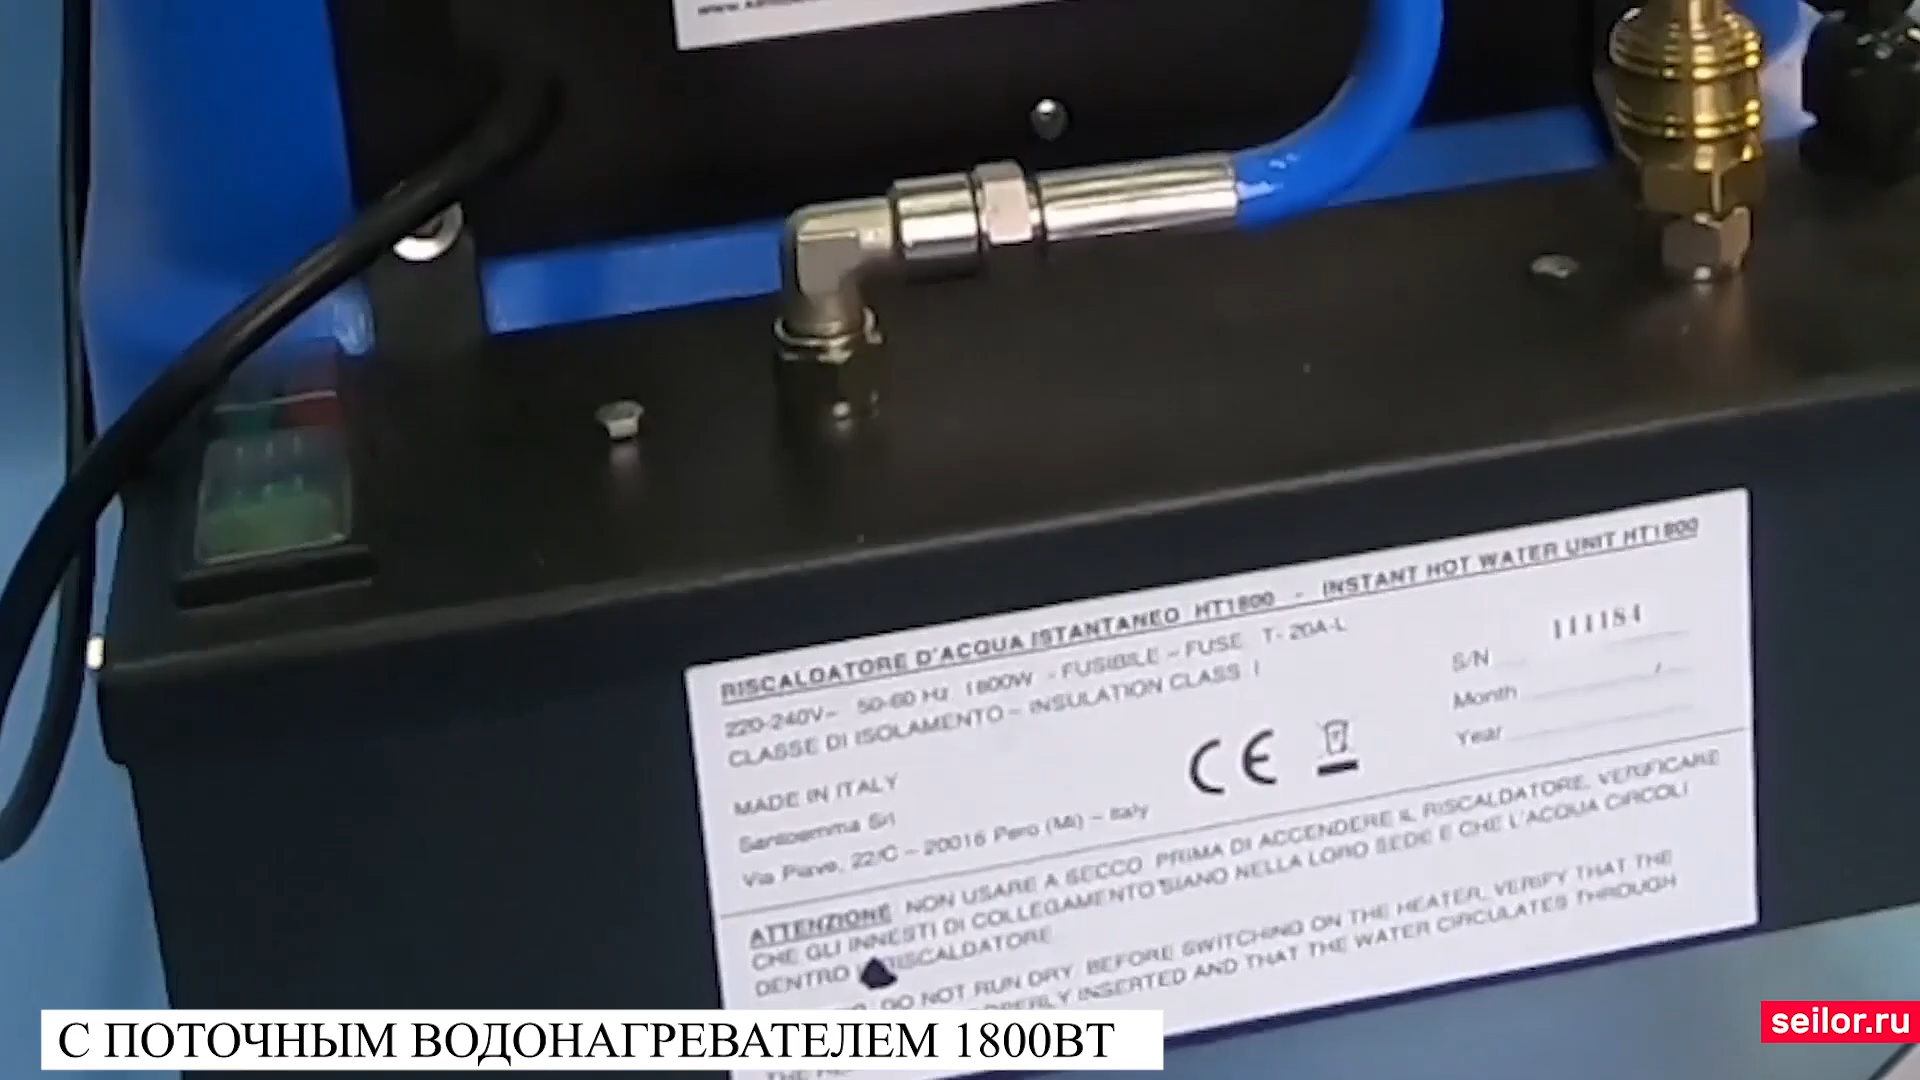 RISCALDATORE D'ACQUA ISTANTANEO HT1800 - INSTANT HOT WATER UNIT HT1800
220-240V~ 50-60 Hz 1800W - FUSIBILE - FUSE T- 20A-L
CLASSE DI ISOLAMENTO - INSULATION CLASS I
S/N 111184
Month
Year
MADE IN ITALY
CE
Santoemma Srl
Via Piave, 22/C - 20016 Pero (Mi) - Italy
ATTENZIONE NON USARE A SECCO PRIMA DI ACCENDERE IL RISCALDATORE, VERIFICARE
CHE GLI INNESTI DI COLLEGAMENTO SIANO NELLA LORO SEDE E CHE L'ACQUA CIRCOLI
DENTRO RISCALDATORE
DO NOT RUN DRY. BEFORE SWITCHING ON THE HEATER, VERIFY THAT THE
INSERTED AND THAT THE WATER CIRCULATES THROUGH
THE
С ПОТОЧНЫМ ВОДОНАГРЕВАТЕЛЕМ 1800ВТ
seilor.ru